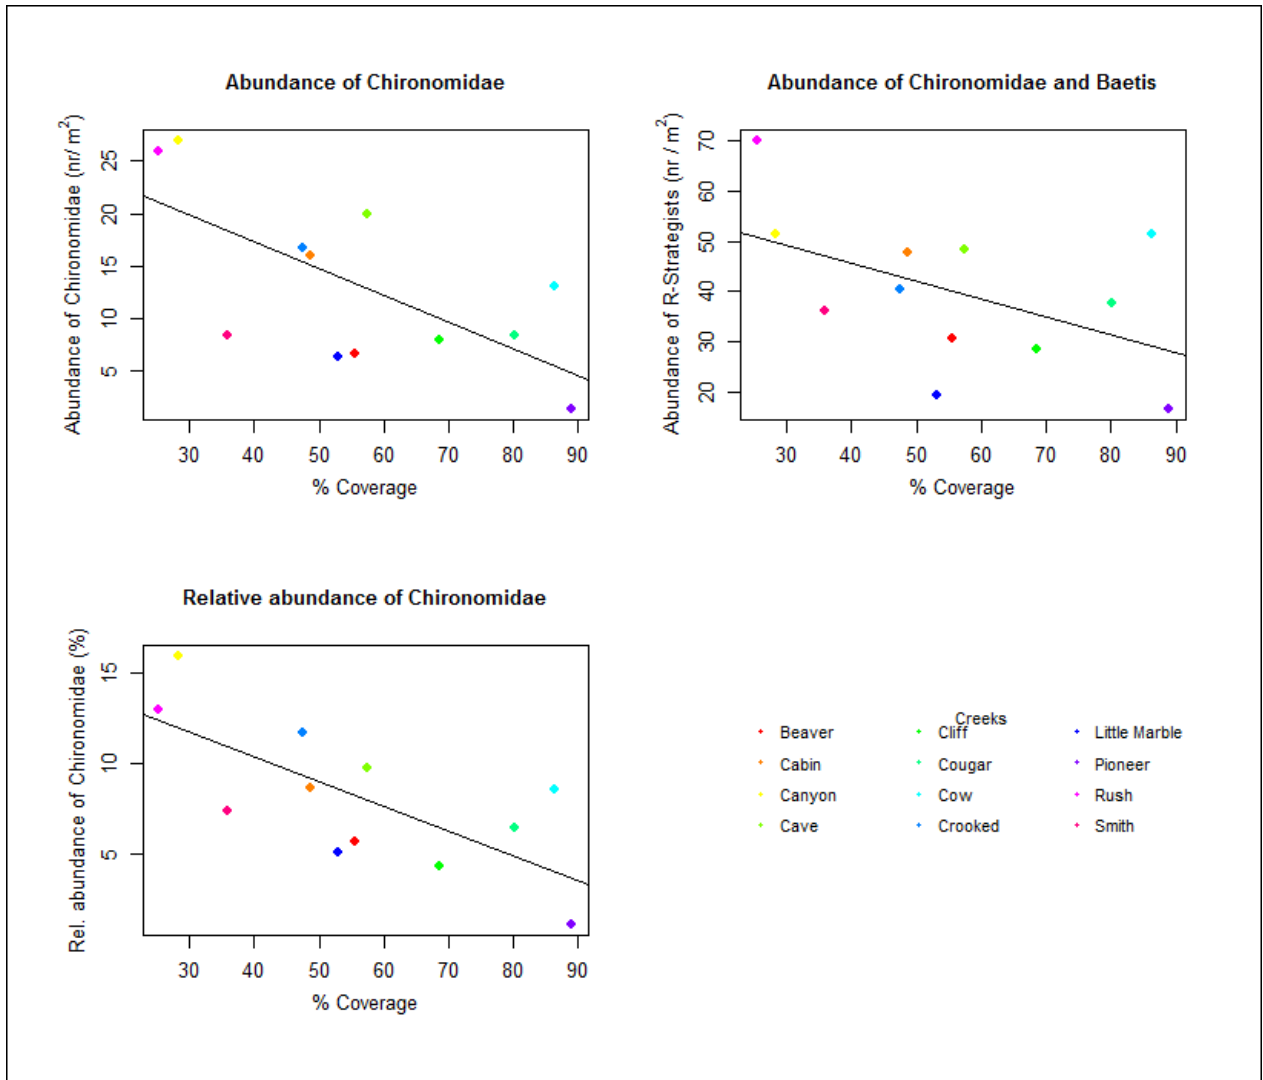 Abundance of Chironomidae
Abundance of Chironomidae (nr/ m²)
25
20
15
10
5
30 40 50 60 70 80 90
% Coverage
Abundance of Chironomidae and Baetis
Abundance of R-Strategists (nr / m²)
70
60
50
40
30
20
30 40 50 60 70 80 90
% Coverage
Relative abundance of Chironomidae
Rel. abundance of Chironomidae (%)
15
10
5
30 40 50 60 70 80 90
% Coverage
Creeks
Beaver Cliff Little Marble
Cabin Cougar Pioneer
Canyon Cow Rush
Cave Crooked Smith